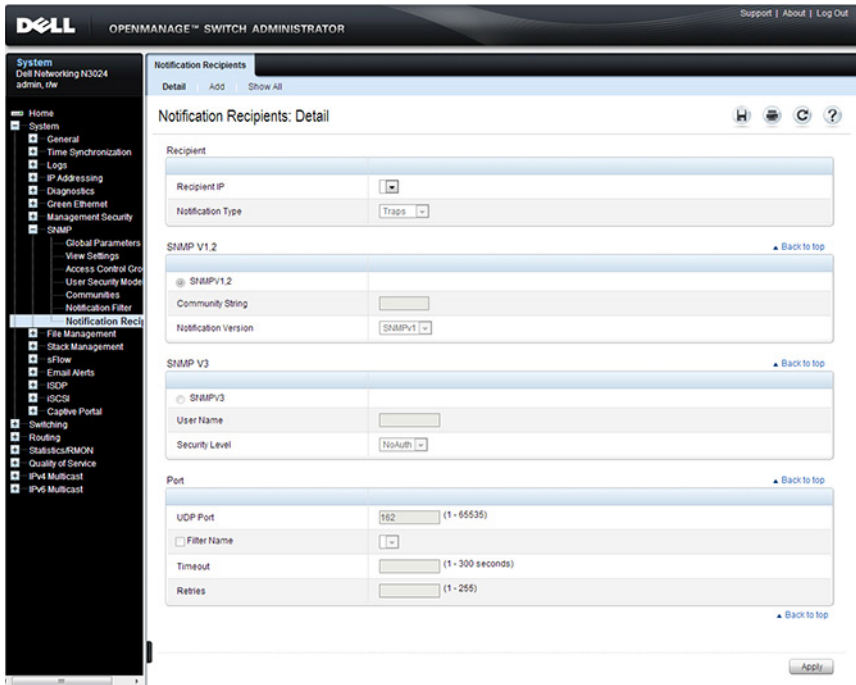 Support | About | Log Out
DELL OPENMANAGE™ SWITCH ADMINISTRATOR
System
Dell Networking N3024
admin, r/w
Home
System
General
Time Synchronization
Logs
IP Addressing
Diagnostics
Green Ethernet
Management Security
SNMP
Global Parameters
View Settings
Access Control Gro
User Security Mode
Communities
Notification Filter
Notification Recip
File Management
Stack Management
sFlow
Email Alerts
ISDP
iSCSI
Captive Portal
Switching
Routing
Statistics/RMON
Quality of Service
IPv4 Multicast
IPv6 Multicast
Notification Recipients
Detail Add Show All
Notification Recipients: Detail
Recipient
Recipient IP
Notification Type Traps
SNMP V1,2 Back to top
SNMPV1,2
Community String
Notification Version SNMPv1
SNMP V3 Back to top
SNMPV3
User Name
Security Level NoAuth
Port Back to top
UDP Port 162 (1 - 65535)
Filter Name
Timeout (1 - 300 seconds)
Retries (1 - 255)
Back to top
Apply